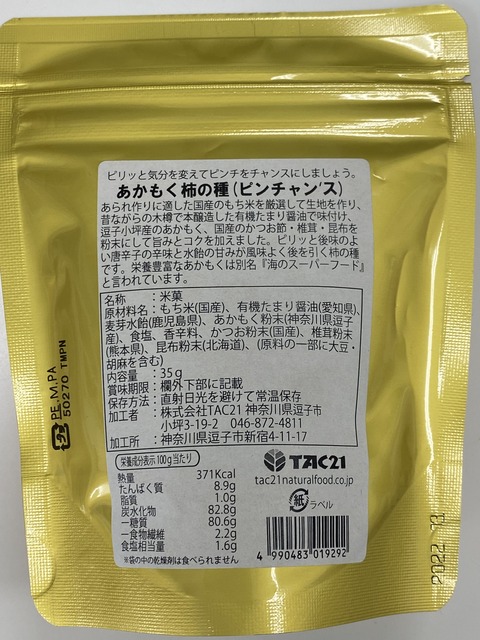 ピリッと気分を変えてピンチをチャンスにしましょう。
あかもく柿の種(ピンチャン'ス)
あられ作りに適した国産のもち米を厳選して生地を作り、
昔ながらの木樽で本醸造した有機たまり醤油で味付け、
逗子小坪産のあかもく、国産のかつお節・椎茸・昆布を
粉末にして旨みとコクを加えました。ピリッと後味のよ
い唐辛子の辛味と水飴の甘みが風味よく後を引く柿の種
です。栄養豊富なあかもくは別名『海のスーパーフード』
と言われています。
名称 :米菓
原材料名:もち米(国産)、有機たまり醤油(愛知県)、
麦芽水飴(鹿児島県)、あかもく粉末(神奈川県逗子
産)、食塩、香辛料、かつお粉末(国産)、椎茸粉末
(熊本県)、昆布粉末(北海道)、(原料の一部に大豆・
胡麻を含む)
内容量 :35g
賞味期限:欄外下部に記載
保存方法:直射日光を避けて常温保存
加工者 :株式会社TAC21 神奈川県逗子市
小坪3-19-2 046-872-4811
加工所 :神奈川県逗子市新宿4-11-17
栄養成分表示100g当たり
熱量 371Kcal
たんぱく質 8.9g
脂質 1.0g
炭水化物 82.8g
―糖質 80.6g
―食物繊維 2.2g
食塩相当量 1.6g
※袋の中の乾燥剤は食べられません
TAC21
tac21naturalfood.co.jp
紙 ラベル
4 990483 019292
プラ
PE,M,PA
50270 TMPN